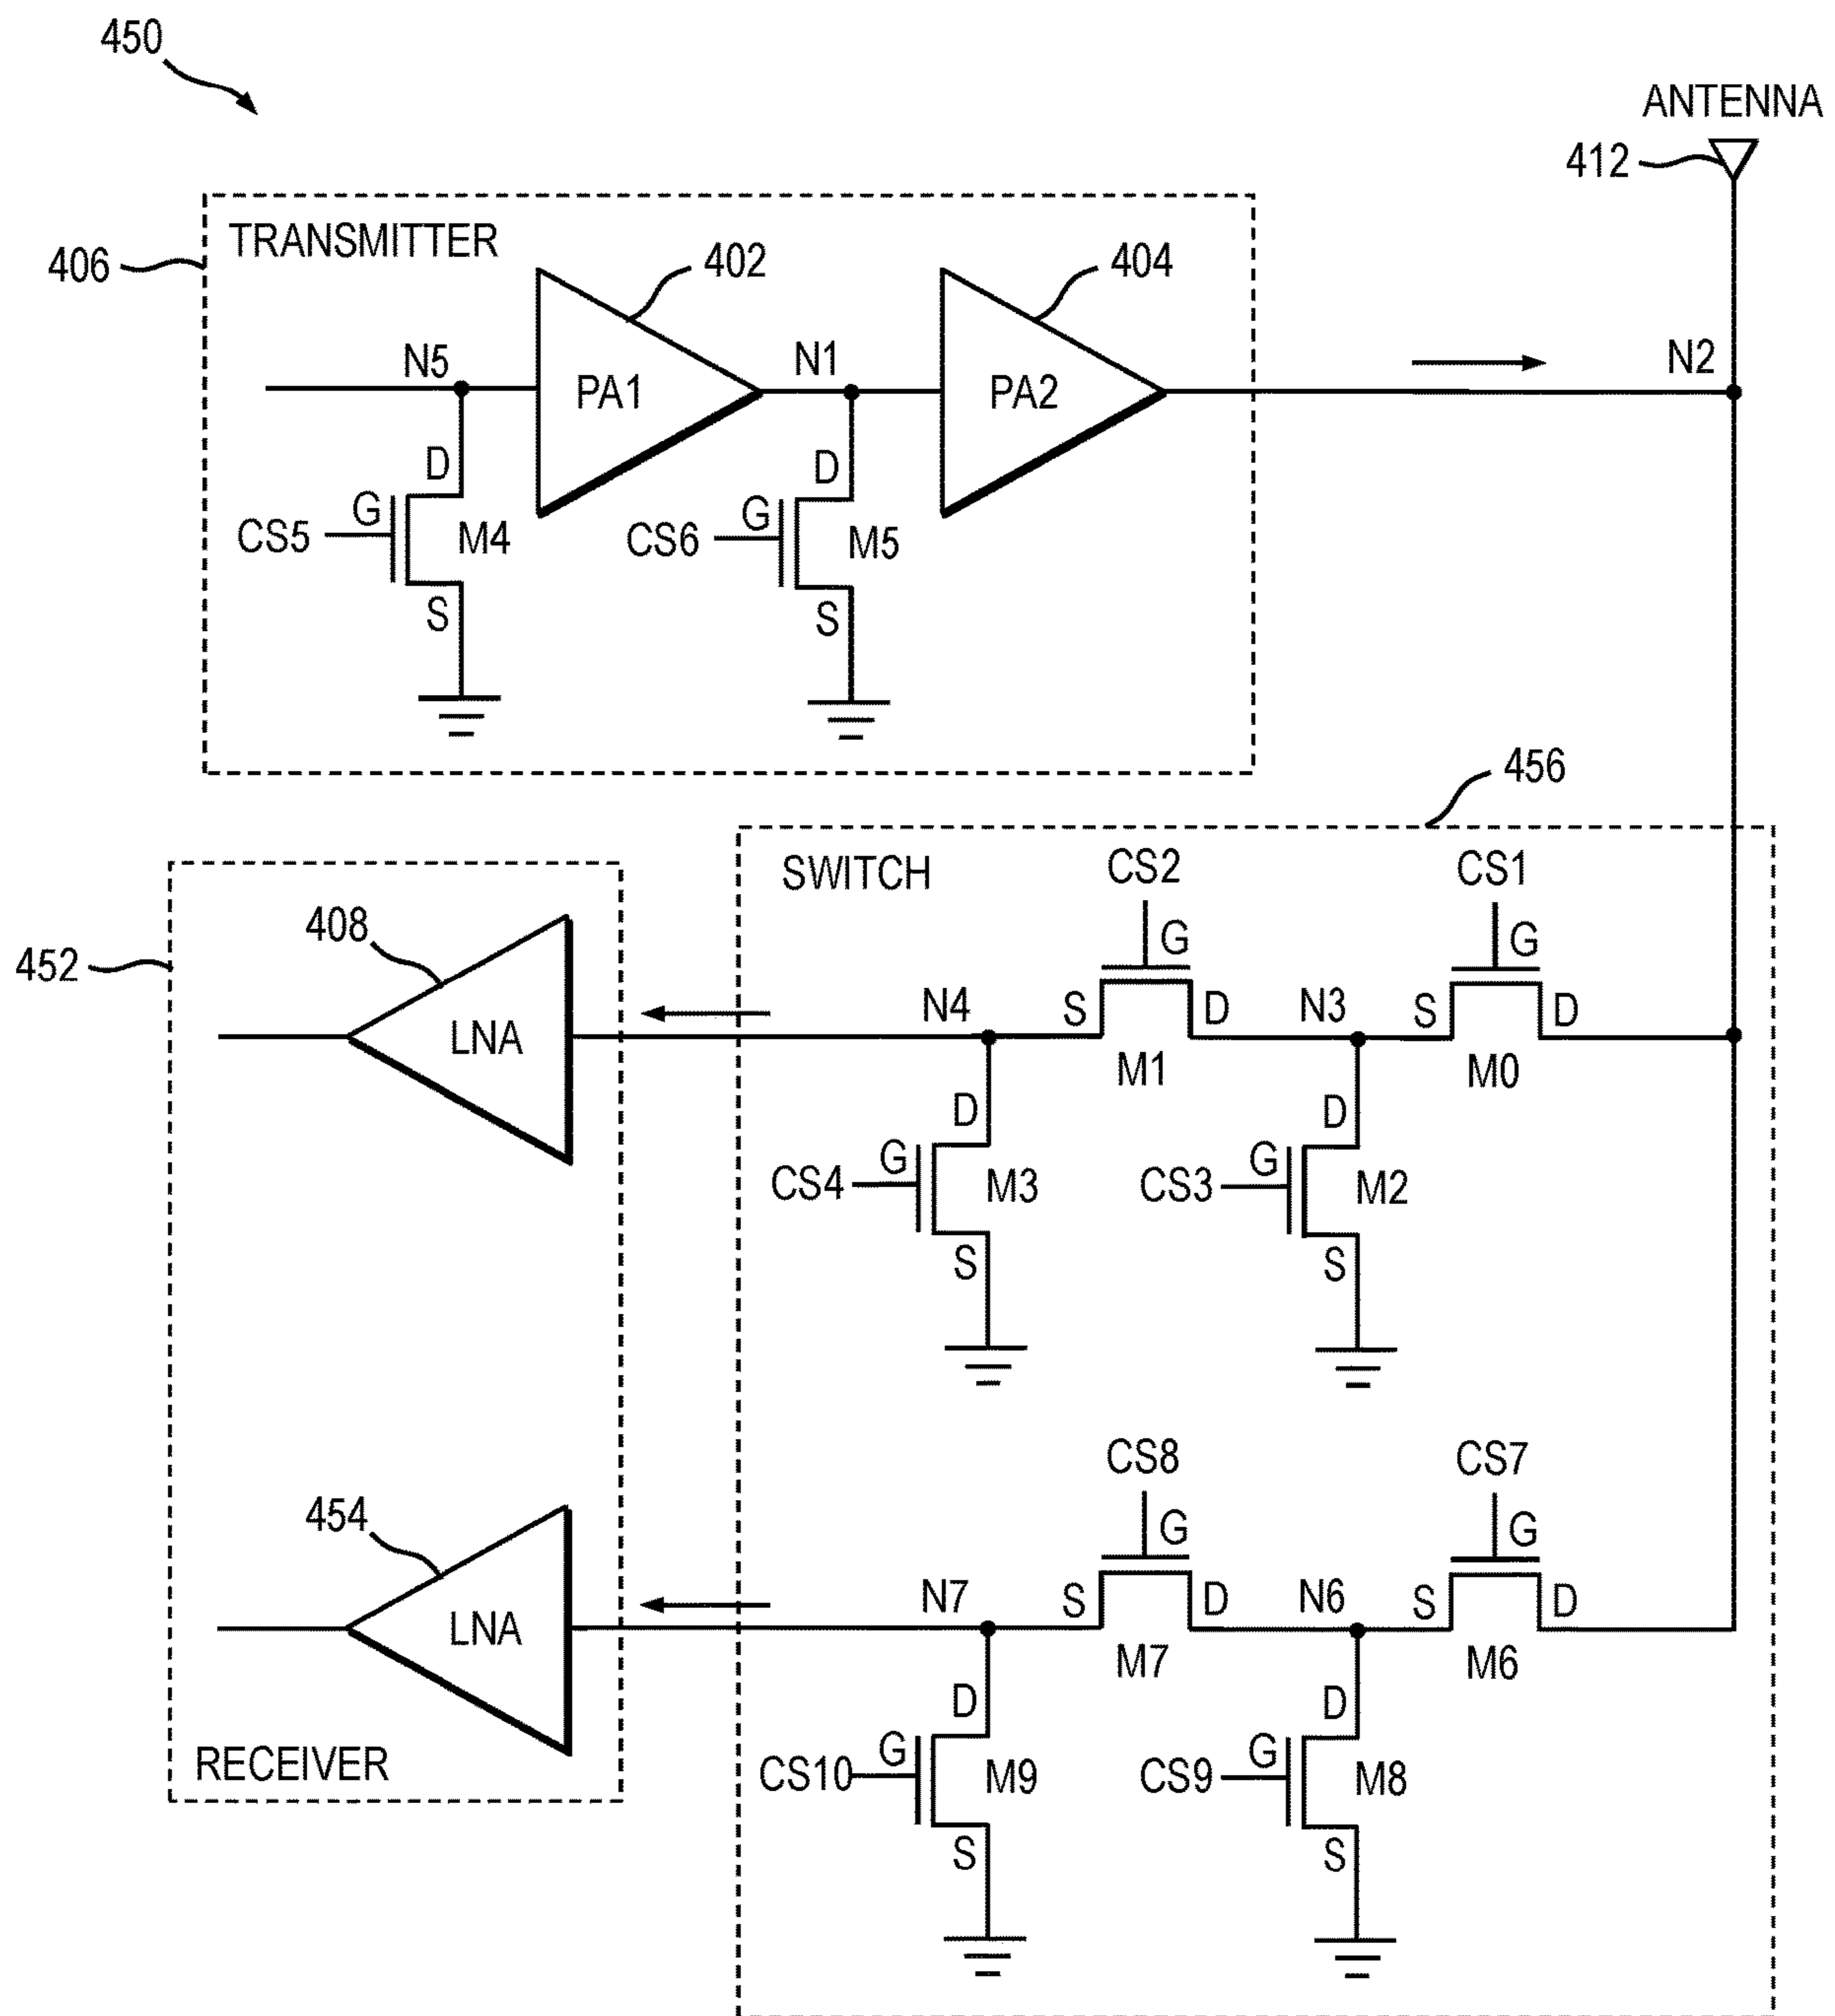 450
ANTENNA
412
406
TRANSMITTER
402
404
N5
PA1
N1
PA2
N2
D
G
CS5
M4
S
D
G
CS6
M5
S
456
452
408
LNA
SWITCH
CS2
G
CS1
G
N4
S
D
M1
N3
S
D
M0
D
G
CS4
M3
S
D
G
CS3
M2
S
454
LNA
RECEIVER
CS8
G
CS7
G
N7
S
D
M7
N6
S
D
M6
D
G
CS10
M9
S
D
G
CS9
M8
S